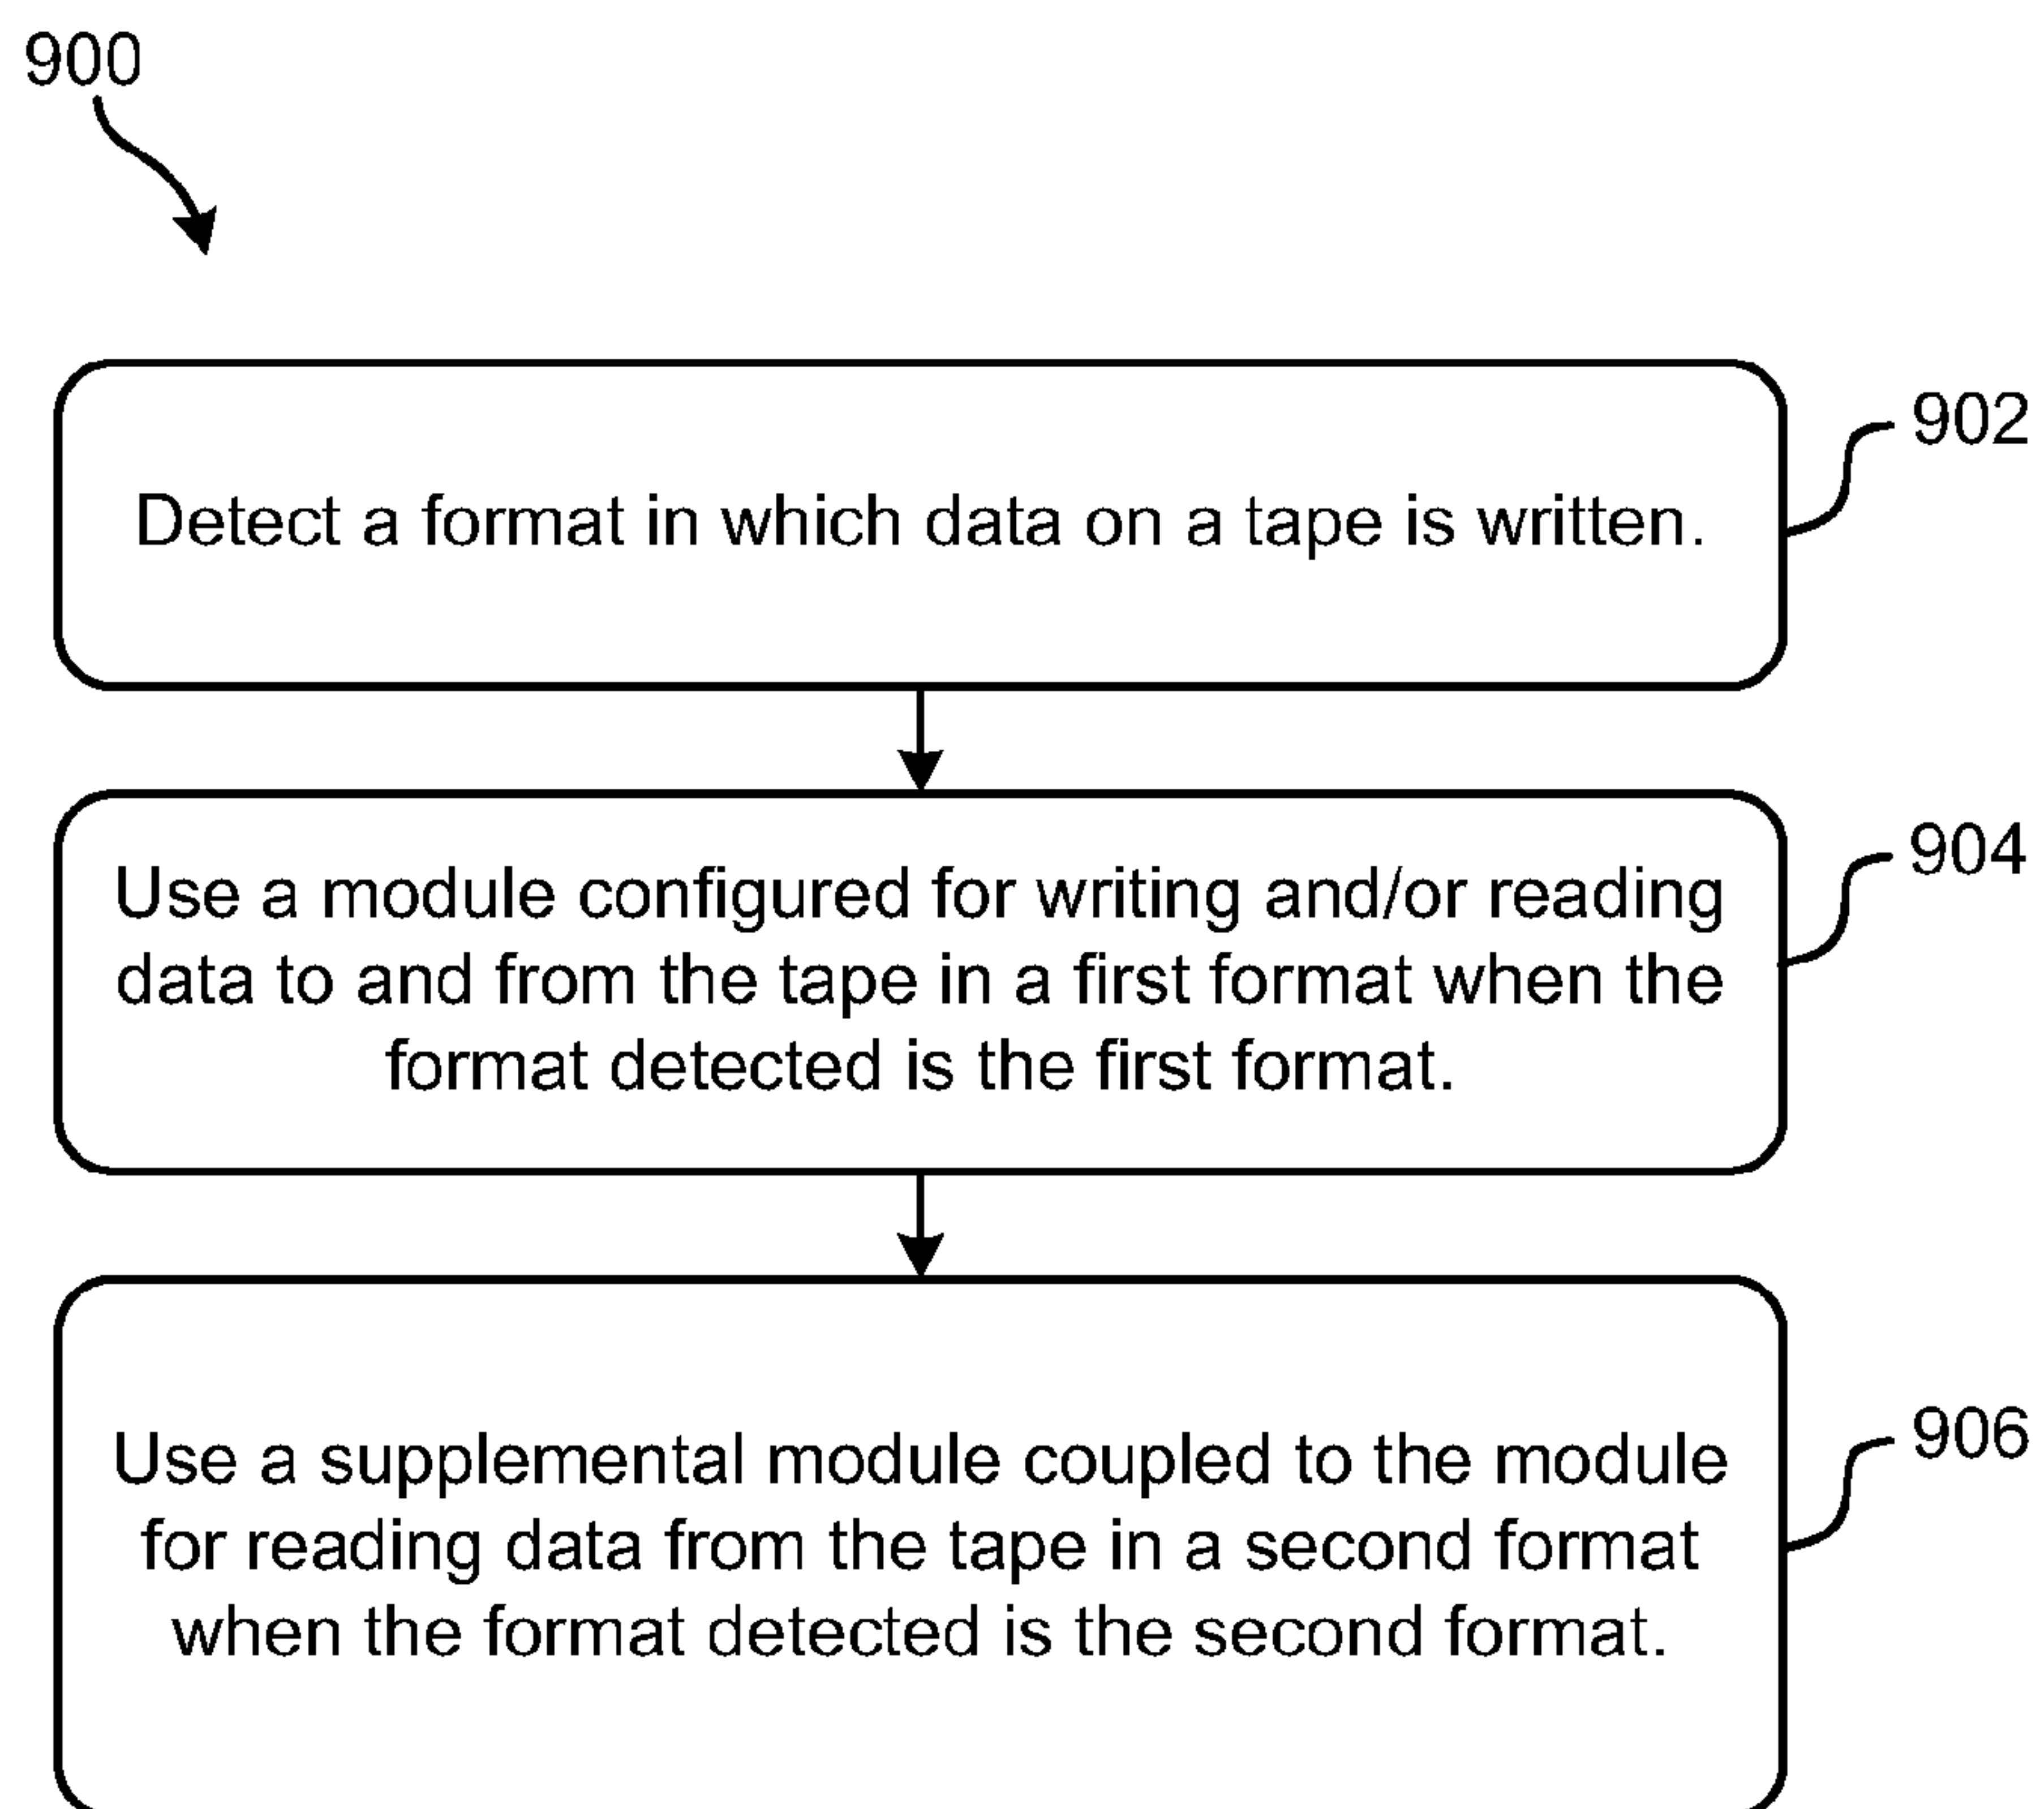 900
902
Detect a format in which data on a tape is written.
904
Use a module configured for writing and/or reading
data to and from the tape in a first format when the
format detected is the first format.
906
Use a supplemental module coupled to the module
for reading data from the tape in a second format
when the format detected is the second format.